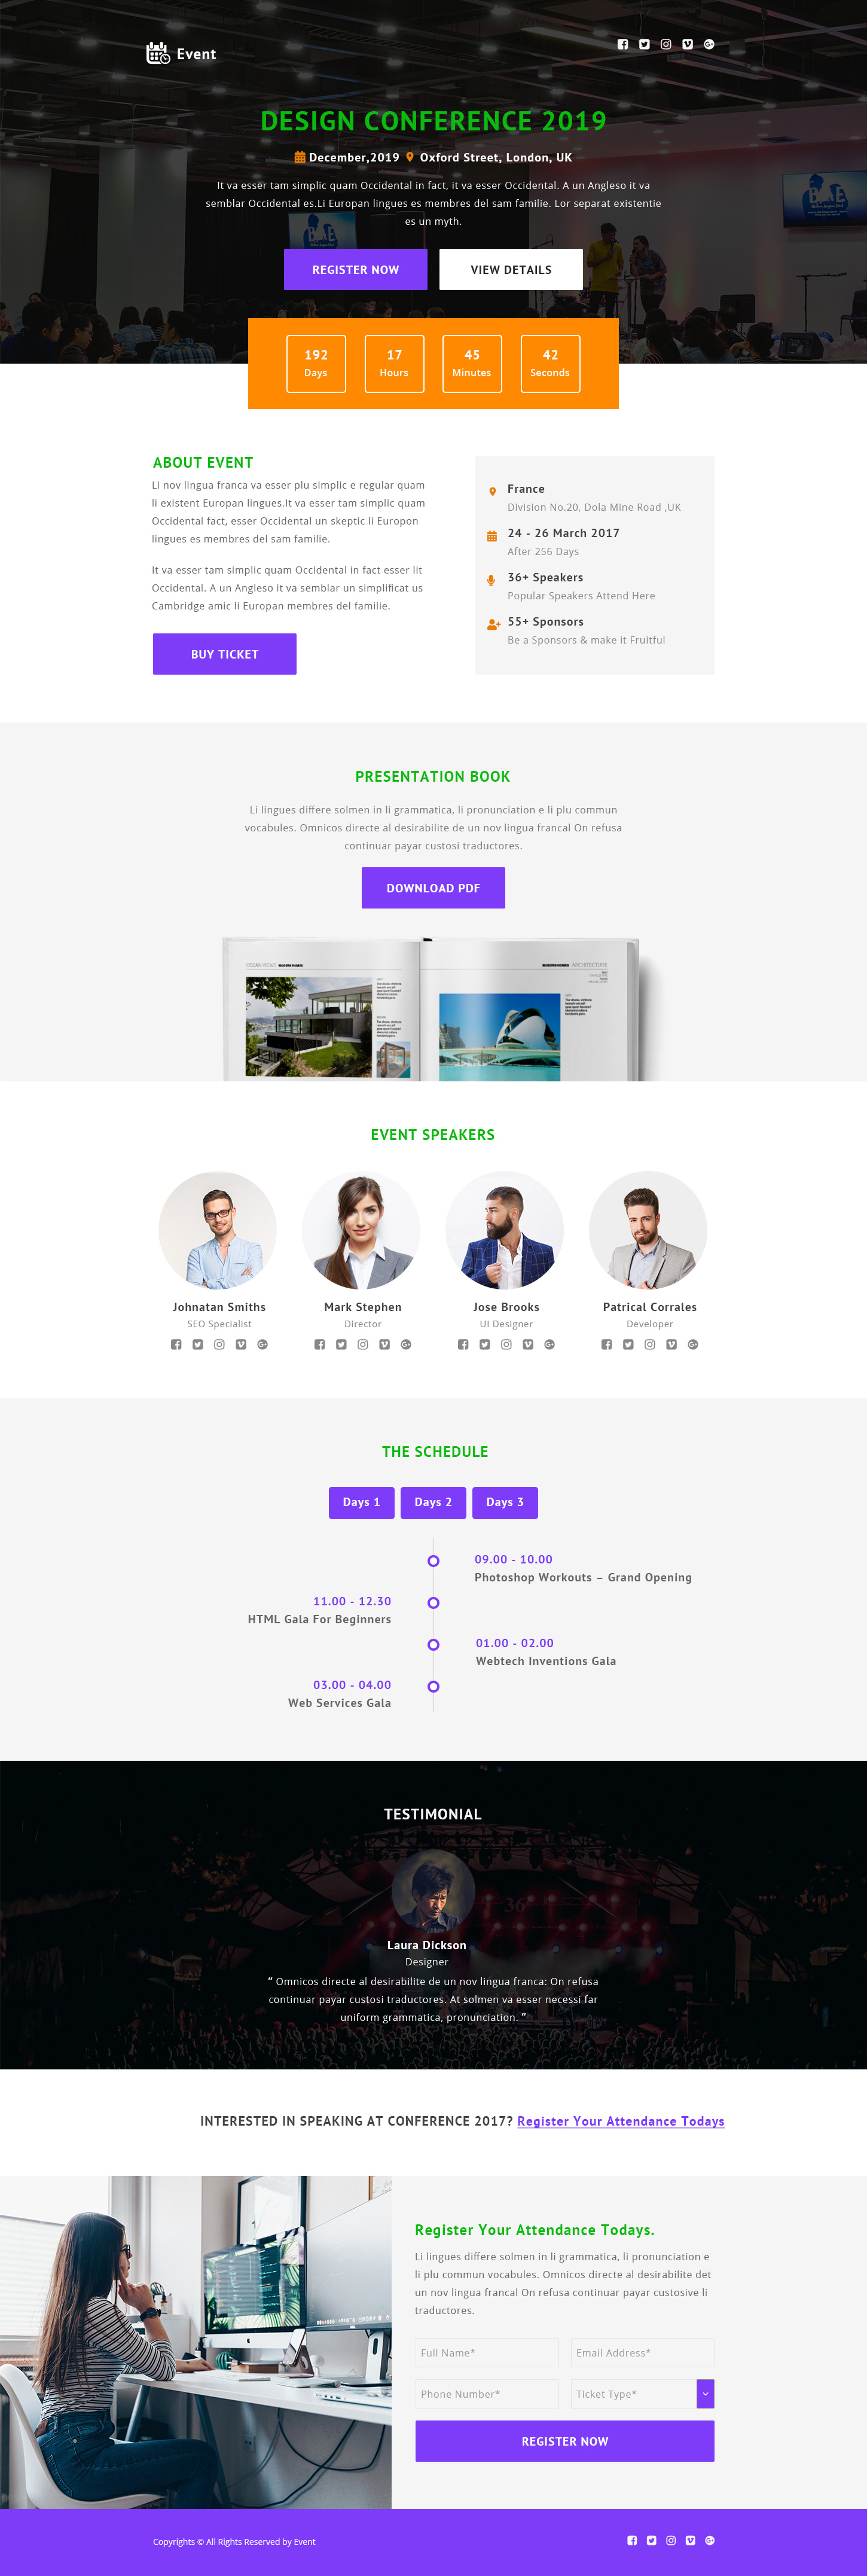 Event
DESIGN CONFERENCE 2019
December,2019 Oxford Street, London, UK
It va esser tam simplic quam Occidental in fact, it va esser Occidental. A un Angleso it va
semblar Occidental es.Li Europan lingues es membres del sam familie. Lor separat existentie
es un myth.
REGISTER NOW
VIEW DETAILS
192
Days
17
Hours
45
Minutes
42
Seconds
ABOUT EVENT
Li nov lingua franca va esser plu simplic e regular quam
li existent Europan lingues.It va esser tam simplic quam
Occidental fact, esser Occidental un skeptic li Europon
lingues es membres del sam familie.
It va esser tam simplic quam Occidental in fact esser lit
Occidental. A un Angleso it va semblar un simplificat us
Cambridge amic li Europan membres del familie.
BUY TICKET
France
Division No.20, Dola Mine Road ,UK
24 - 26 March 2017
After 256 Days
36+ Speakers
Popular Speakers Attend Here
55+ Sponsors
Be a Sponsors & make it Fruitful
PRESENTATION BOOK
Li lingues differe solmen in li grammatica, li pronunciation e li plu commun
vocabules. Omnicos directe al desirabilite de un nov lingua francal On refusa
continuar payar custosi traductores.
DOWNLOAD PDF
OCEAN VIEWS MODERN HOMES
MODERN HOMES ARCHITECTURE
EVENT SPEAKERS
Johnatan Smiths
SEO Specialist
Mark Stephen
Director
Jose Brooks
UI Designer
Patrical Corrales
Developer
THE SCHEDULE
Days 1
Days 2
Days 3
09.00 - 10.00
Photoshop Workouts – Grand Opening
11.00 - 12.30
HTML Gala For Beginners
01.00 - 02.00
Webtech Inventions Gala
03.00 - 04.00
Web Services Gala
TESTIMONIAL
Laura Dickson
Designer
“ Omnicos directe al desirabilite de un nov lingua franca: On refusa
continuar payar custosi traductores. At solmen va esser necessi far
uniform grammatica, pronunciation. ”
INTERESTED IN SPEAKING AT CONFERENCE 2017? Register Your Attendance Todays
Register Your Attendance Todays.
Li lingues differe solmen in li grammatica, li pronunciation e
li plu commun vocabules. Omnicos directe al desirabilite det
un nov lingua francal On refusa continuar payar custosive li
traductores.
Full Name*
Email Address*
Phone Number*
Ticket Type*
REGISTER NOW
Copyrights © All Rights Reserved by Event